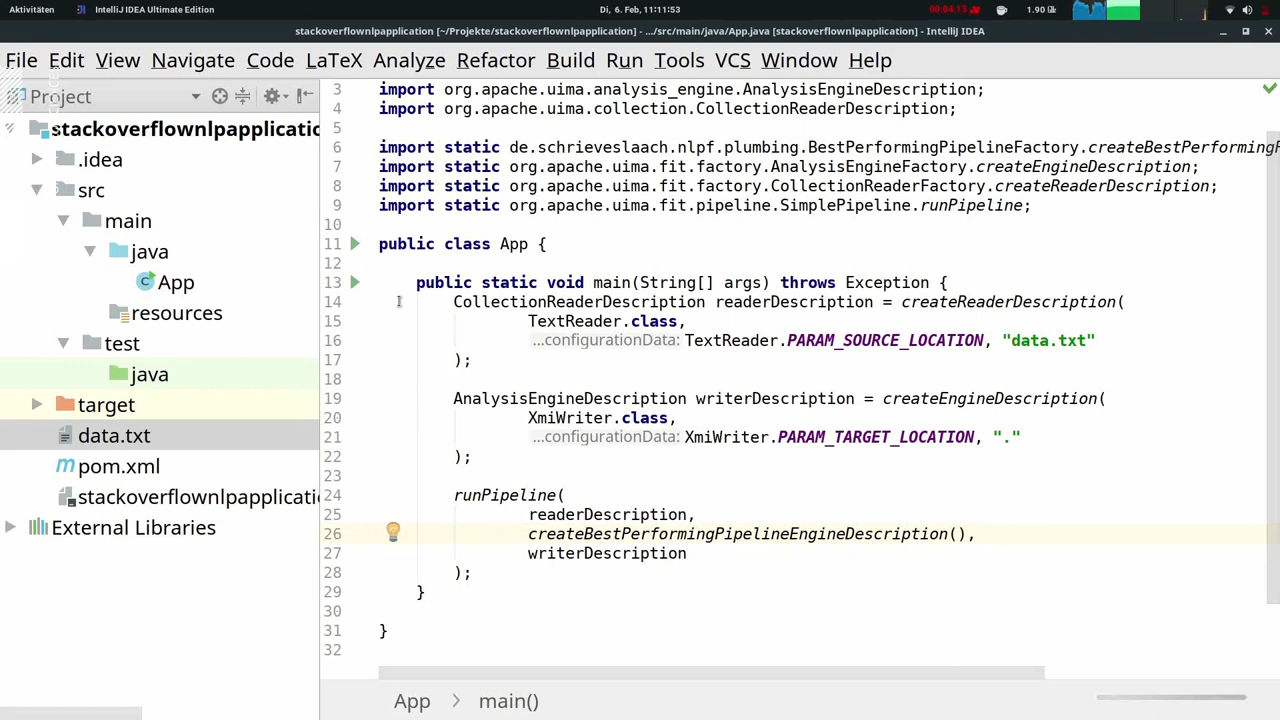 Aktivitäten IntelliJ IDEA Ultimate Edition Di, 6. Feb, 11:11:53 00:04:13 1.90
stackoverflownlpapplication [~/Projekte/stackoverflownlpapplication] - .../src/main/java/App.java [stackoverflownlpapplication] - IntelliJ IDEA
File Edit View Navigate Code LaTeX Analyze Refactor Build Run Tools VCS Window Help
Project
stackoverflownlpapplicatio
.idea
src
main
java
App
resources
test
java
target
data.txt
pom.xml
stackoverflownlpapplicati
External Libraries
3 import org.apache.uima.analysis_engine.AnalysisEngineDescription;
4 import org.apache.uima.collection.CollectionReaderDescription;
5
6 import static de.schrieveslaach.nlpf.plumbing.BestPerformingPipelineFactory.createBestPerformingP
7 import static org.apache.uima.fit.factory.AnalysisEngineFactory.createEngineDescription;
8 import static org.apache.uima.fit.factory.CollectionReaderFactory.createReaderDescription;
9 import static org.apache.uima.fit.pipeline.SimplePipeline.runPipeline;
10
11 public class App {
12
13 public static void main(String[] args) throws Exception {
14 CollectionReaderDescription readerDescription = createReaderDescription(
15 TextReader.class,
16 ...configurationData: TextReader.PARAM_SOURCE_LOCATION, "data.txt"
17 );
18
19 AnalysisEngineDescription writerDescription = createEngineDescription(
20 XmiWriter.class,
21 ...configurationData: XmiWriter.PARAM_TARGET_LOCATION, "."
22 );
23
24 runPipeline(
25 readerDescription,
26 createBestPerformingPipelineEngineDescription(),
27 writerDescription
28 );
29 }
30
31 }
32
App > main()